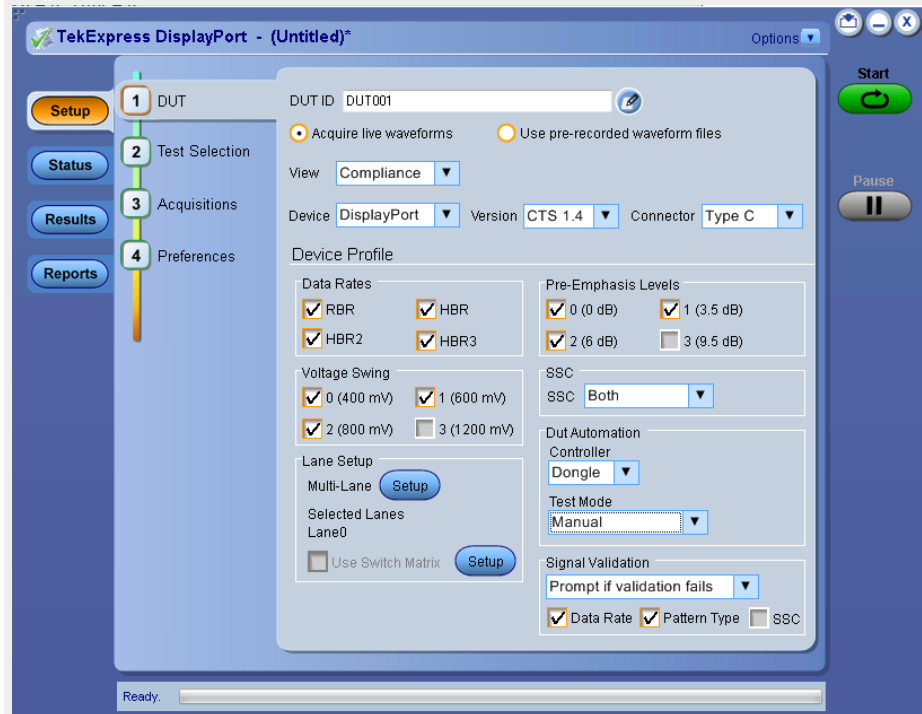 TekExpress DisplayPort - (Untitled)*
Options
Setup
Status
Results
Reports
1 DUT
2 Test Selection
3 Acquisitions
4 Preferences
DUT ID DUT001
Acquire live waveforms Use pre-recorded waveform files
View Compliance
Device DisplayPort Version CTS 1.4 Connector Type C
Device Profile
Data Rates
RBR HBR
HBR2 HBR3
Voltage Swing
0 (400 mV) 1 (600 mV)
2 (800 mV) 3 (1200 mV)
Lane Setup
Multi-Lane Setup
Selected Lanes
Lane0
Use Switch Matrix Setup
Pre-Emphasis Levels
0 (0 dB) 1 (3.5 dB)
2 (6 dB) 3 (9.5 dB)
SSC
SSC Both
Dut Automation
Controller
Dongle
Test Mode
Manual
Signal Validation
Prompt if validation fails
Data Rate Pattern Type SSC
Start
Pause
Ready.